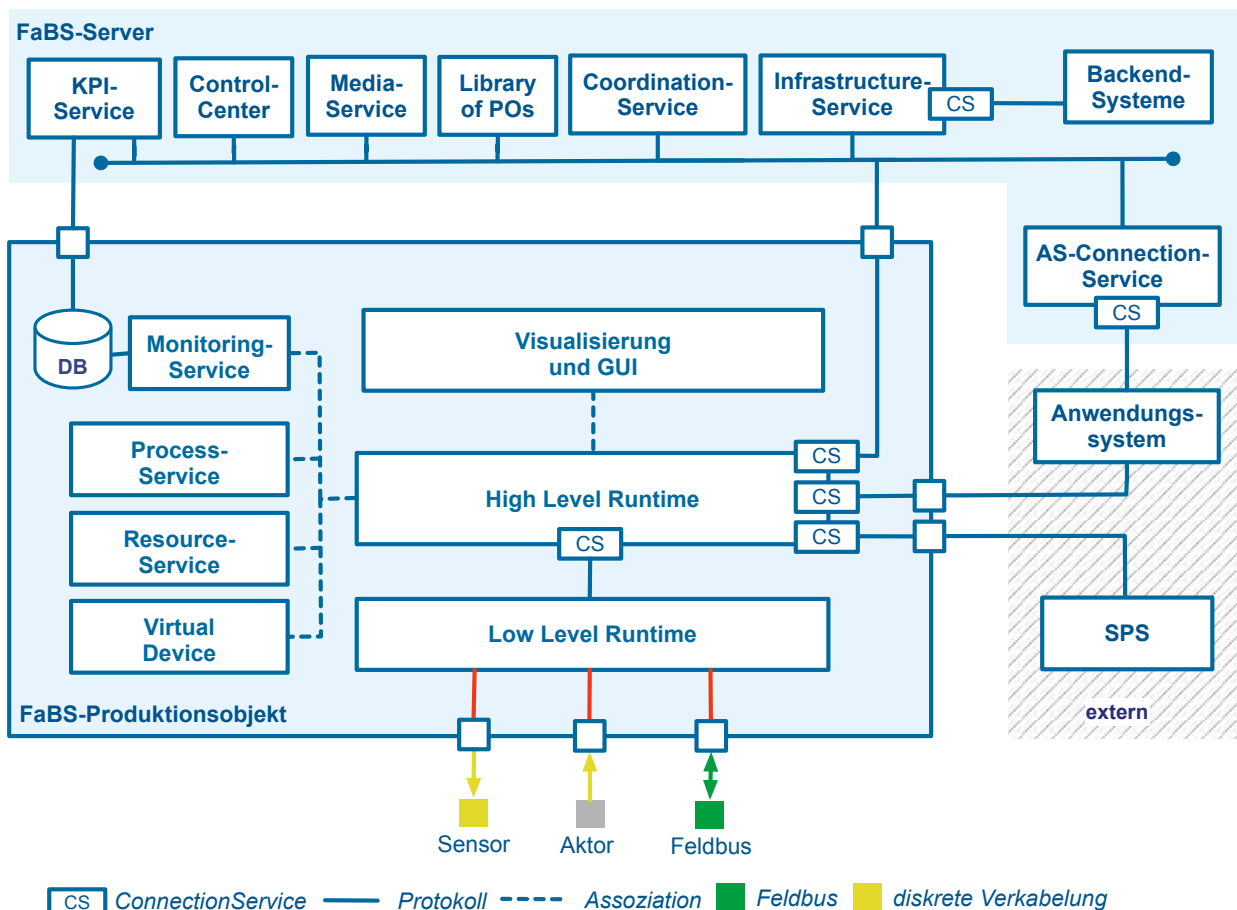 FaBS-Server
KPI-
Service
Control-
Center
Media-
Service
Library
of POs
Coordination-
Service
Infrastructure-
Service
CS
Backend-
Systeme
AS-Connection-
Service
CS
DB
Monitoring-
Service
Visualisierung
und GUI
Anwendungs-
system
Process-
Service
High Level Runtime
CS
CS
CS
CS
Resource-
Service
Virtual
Device
Low Level Runtime
SPS
FaBS-Produktionsobjekt
extern
Sensor
Aktor
Feldbus
CS ConnectionService Protokoll Assoziation Feldbus diskrete Verkabelung